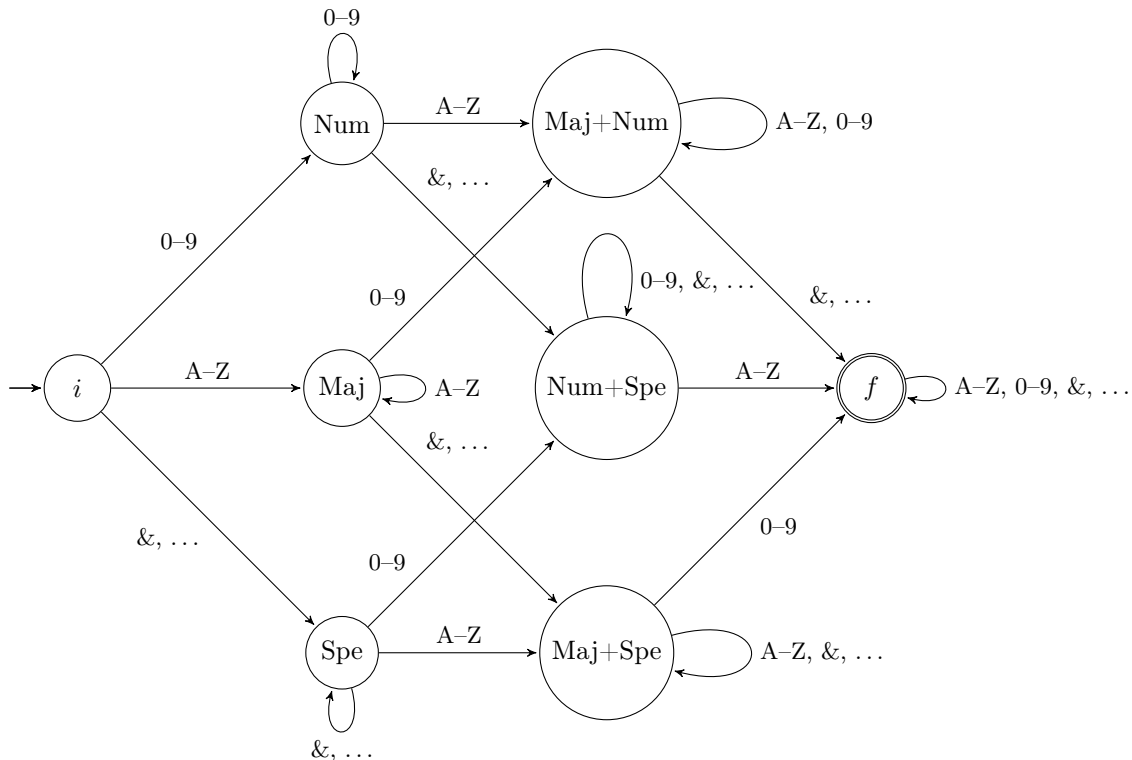 0–9
Num
A–Z
Maj+Num
A–Z, 0–9
&, …
0–9
0–9
0–9, &, …
&, …
i
A–Z
Maj
A–Z
Num+Spe
A–Z
f
A–Z, 0–9, &, …
&, …
&, …
0–9
0–9
Spe
A–Z
Maj+Spe
A–Z, &, …
&, …